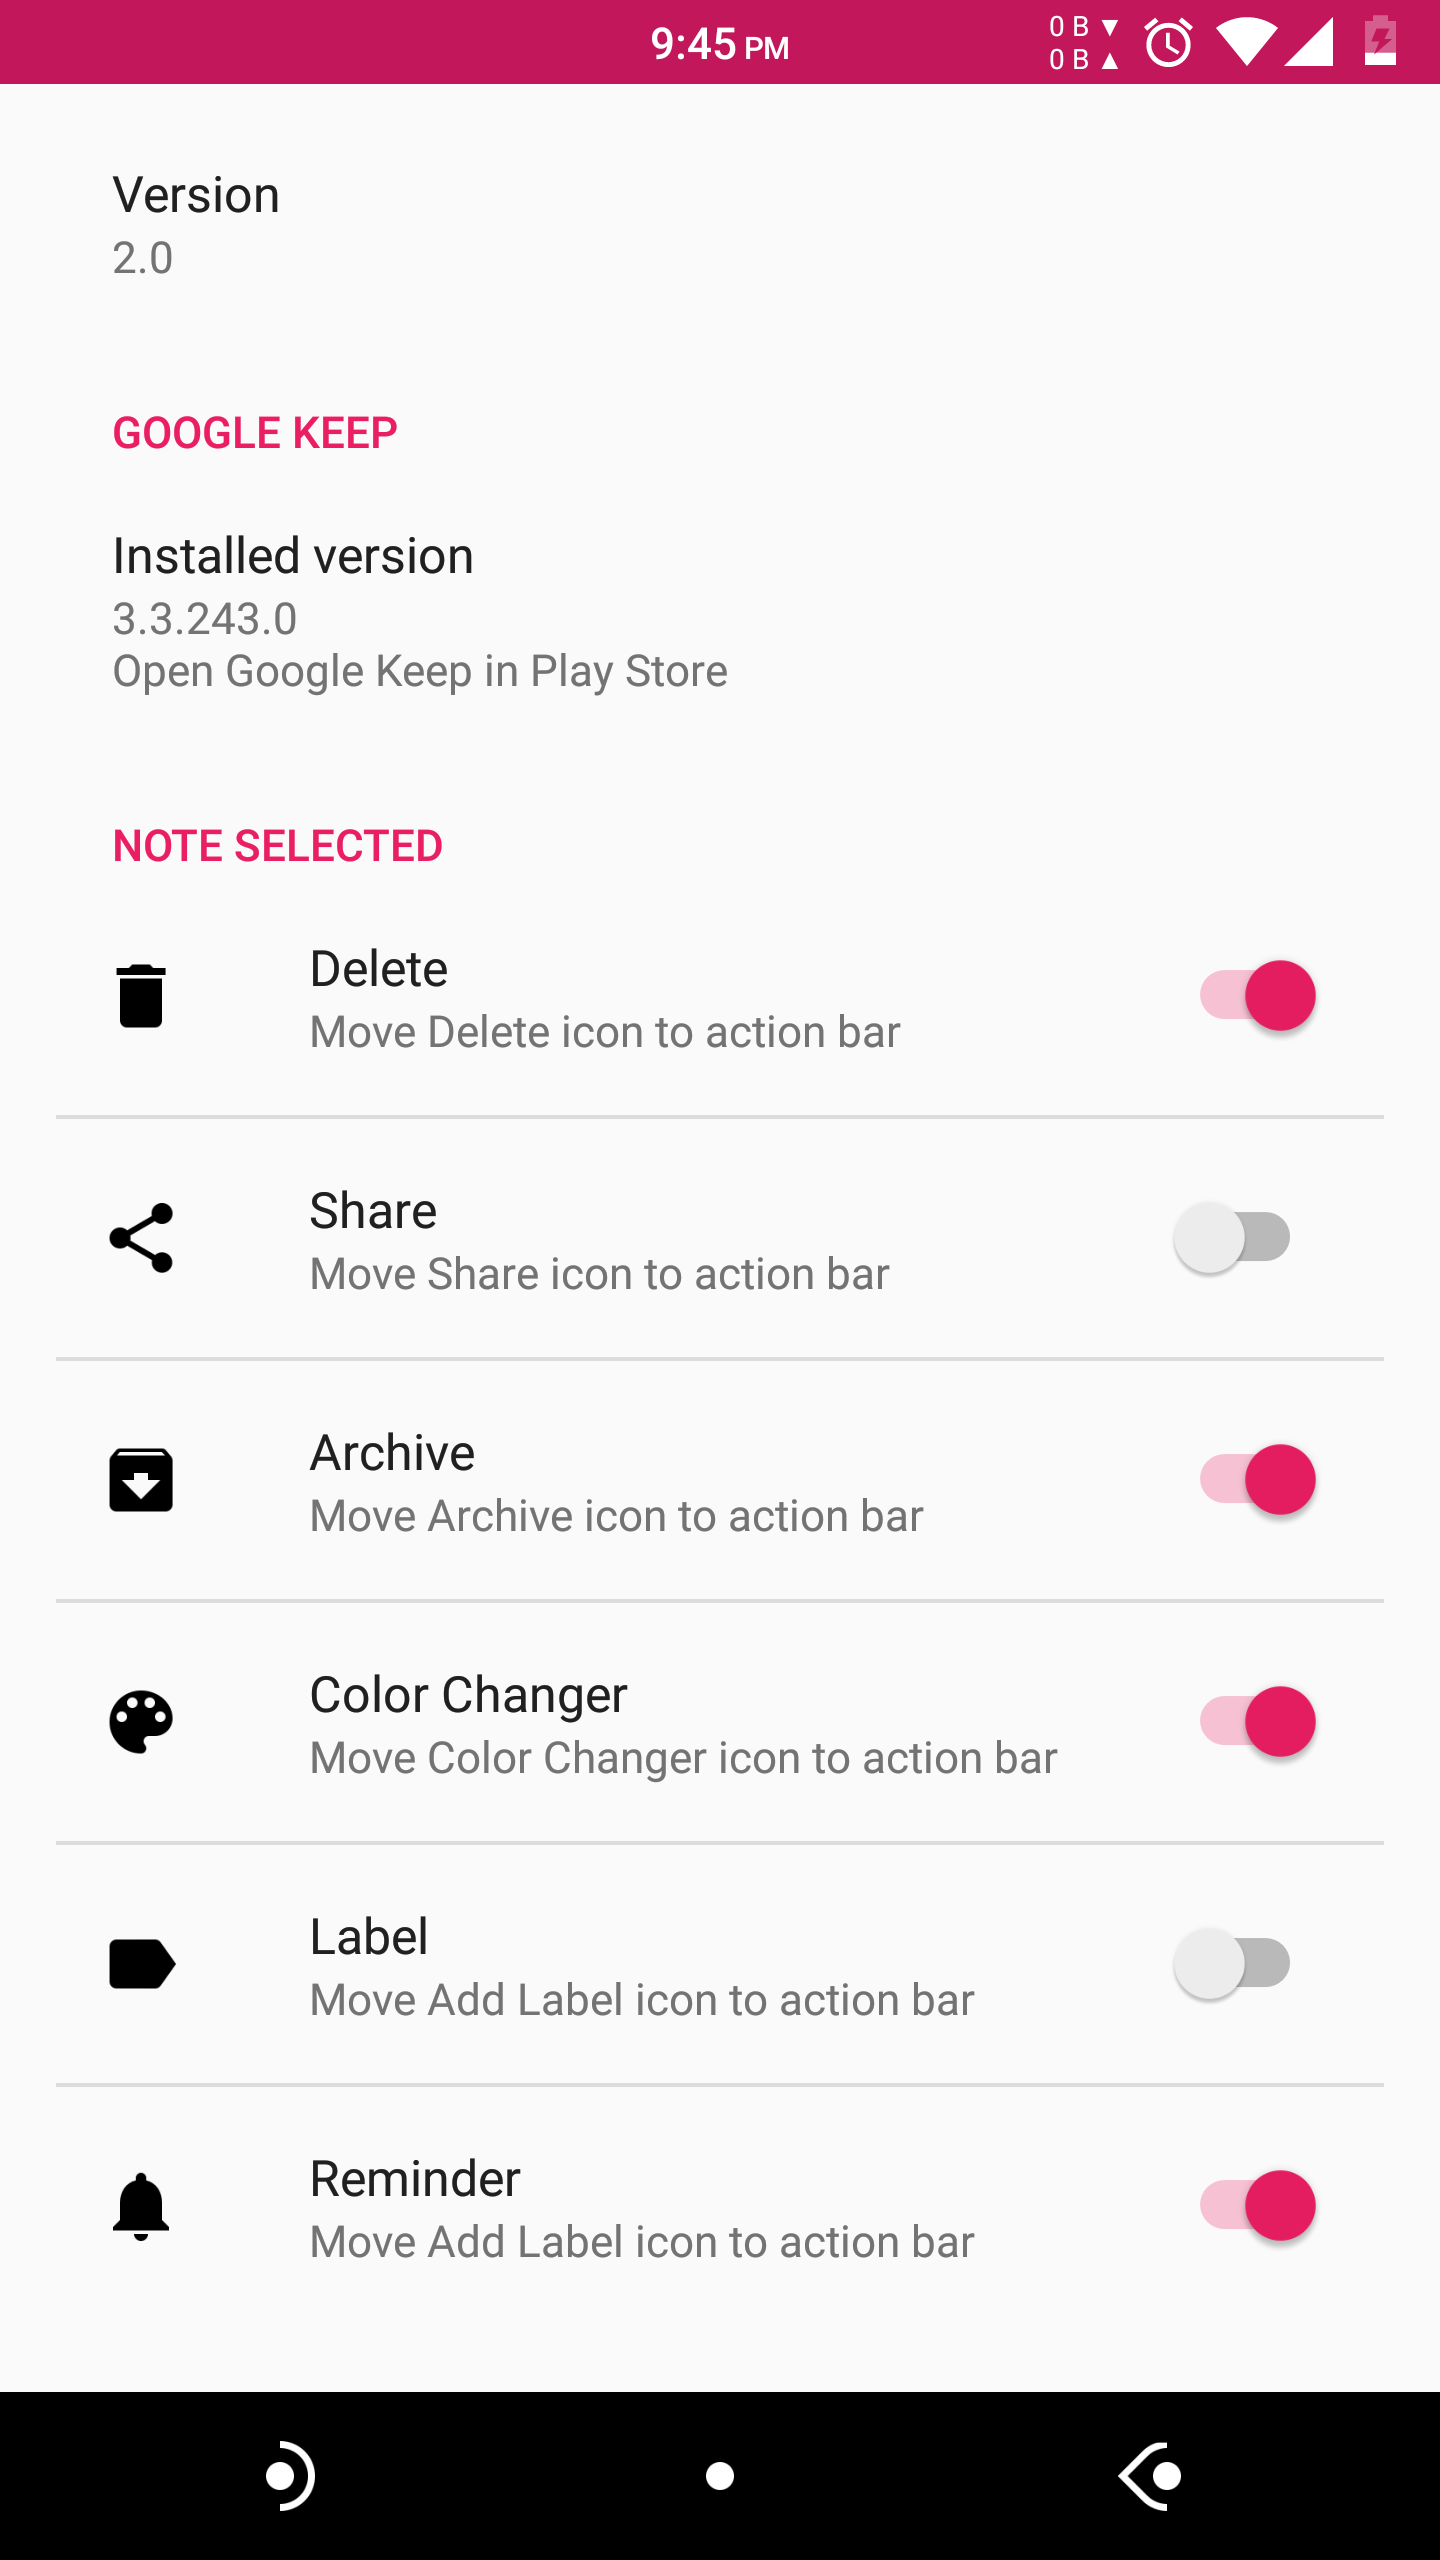 9:45 PM
0 B ▼
0 B ▲
Version
2.0
GOOGLE KEEP
Installed version
3.3.243.0
Open Google Keep in Play Store
NOTE SELECTED
Delete
Move Delete icon to action bar
Share
Move Share icon to action bar
Archive
Move Archive icon to action bar
Color Changer
Move Color Changer icon to action bar
Label
Move Add Label icon to action bar
Reminder
Move Add Label icon to action bar